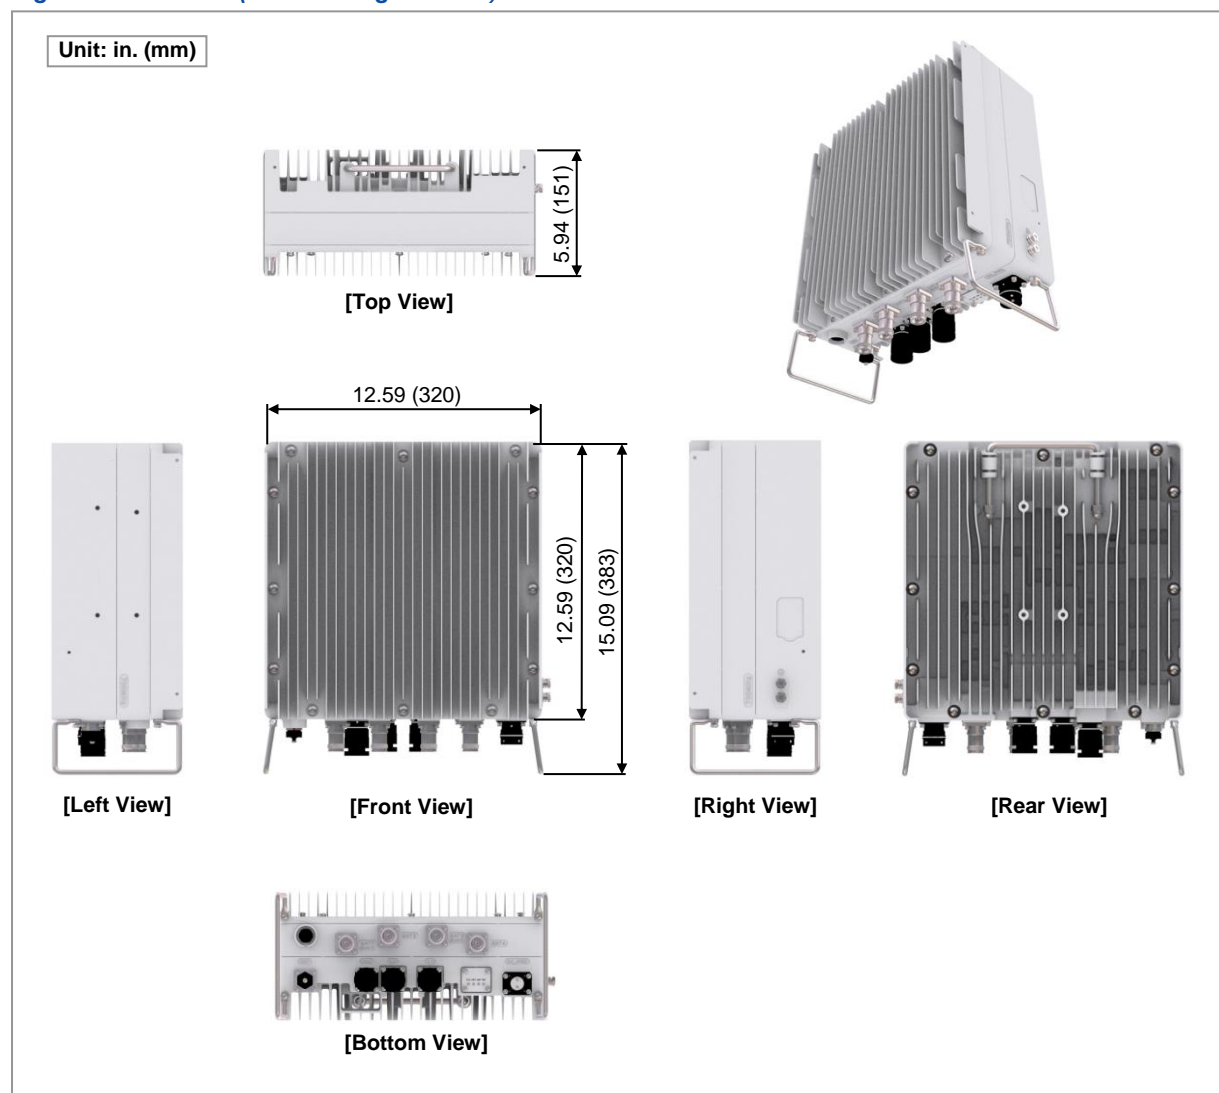 Unit: in. (mm)
5.94 (151)
[Top View]
12.59 (320)
12.59 (320)
15.09 (383)
[Left View]
[Front View]
[Right View]
[Rear View]
[Bottom View]